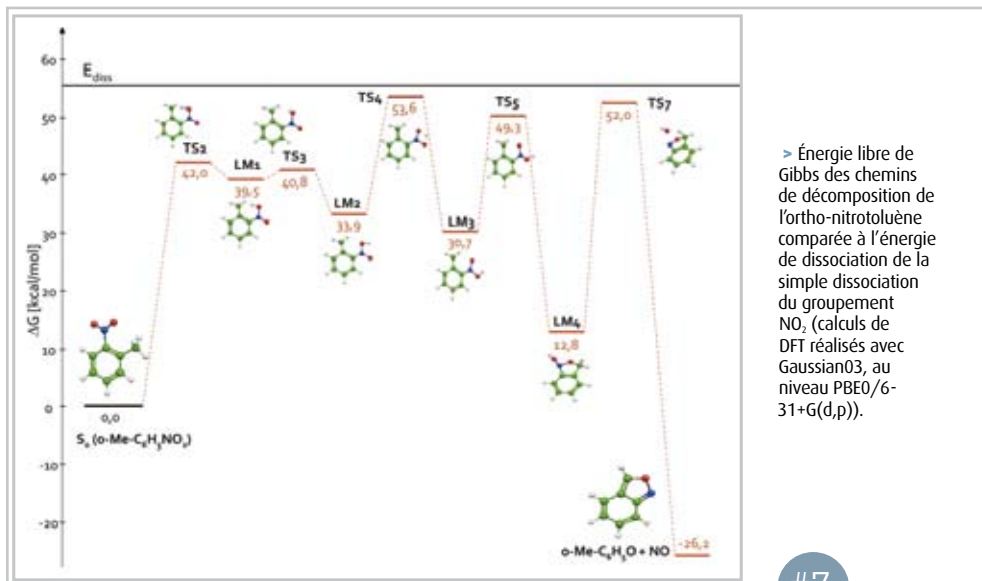 60
E_diss
TS4
53,6
TS5
49,3
52,0
TS7
50
TS2
42,0
LM1
39,5
TS3
40,8
40
LM2
33,9
LM3
30,7
30
ΔG [kcal/mol]
20
LM4
12,8
10
0
0,0
S₀ (o-Me-C₆H₅NO₂)
-10
-20
o-Me-C₆H₅O + NO
-26,2
> Énergie libre de
Gibbs des chemins
de décomposition de
l'ortho-nitrotoluène
comparée à l'énergie
de dissociation de la
simple dissociation
du groupement
NO₂ (calculs de
DFT réalisés avec
Gaussian03, au
niveau PBE0/6-
31+G(d,p)).